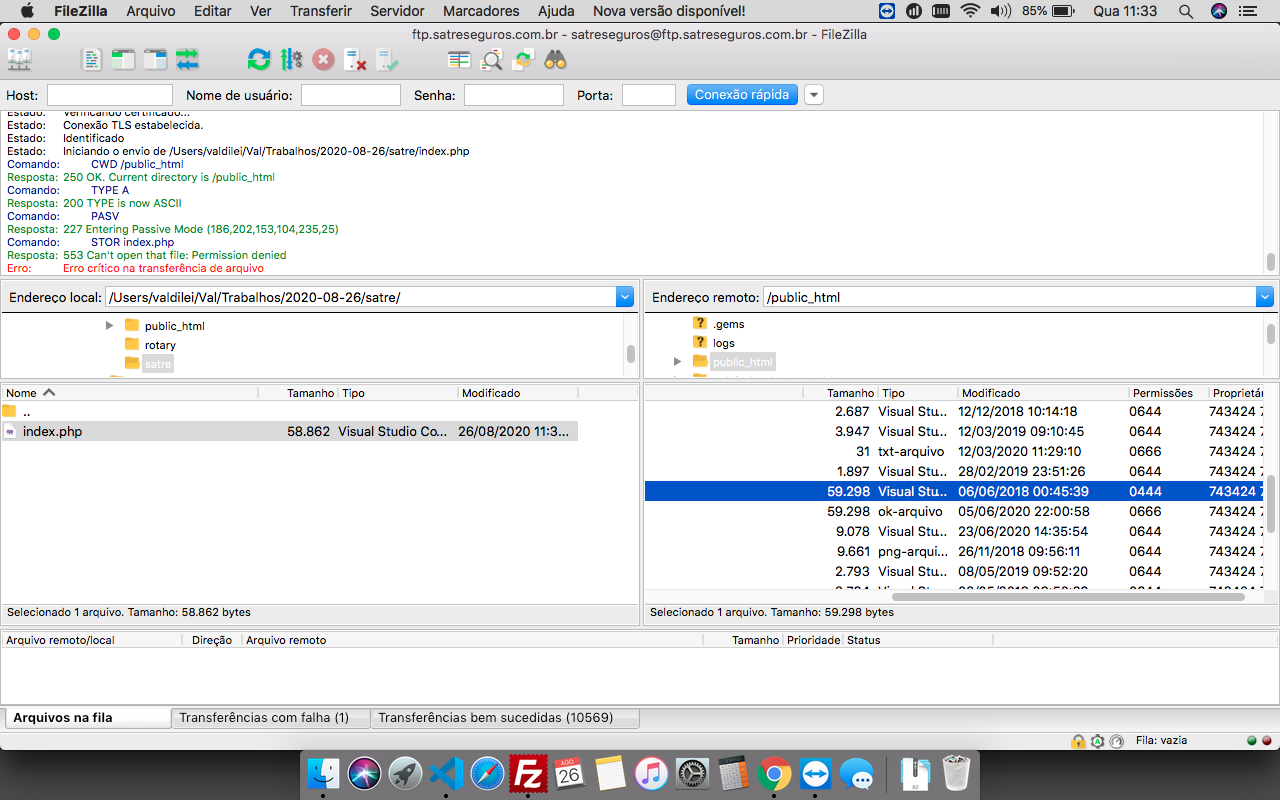 FileZilla Arquivo Editar Ver Transferir Servidor Marcadores Ajuda Nova versão disponível! 85% Qua 11:33
ftp.satreseguros.com.br - satreseguros@ftp.satreseguros.com.br - FileZilla
Host: Nome de usuário: Senha: Porta: Conexão rápida
Estado: Verificando certificado...
Estado: Conexão TLS estabelecida.
Estado: Identificado
Estado: Iniciando o envio de /Users/valdilei/Val/Trabalhos/2020-08-26/satre/index.php
Comando: CWD /public_html
Resposta: 250 OK. Current directory is /public_html
Comando: TYPE A
Resposta: 200 TYPE is now ASCII
Comando: PASV
Resposta: 227 Entering Passive Mode (186,202,153,104,235,25)
Comando: STOR index.php
Resposta: 553 Can't open that file: Permission denied
Erro: Erro crítico na transferência de arquivo
Endereço local: /Users/valdilei/Val/Trabalhos/2020-08-26/satre/
public_html
rotary
satre
Nome Tamanho Tipo Modificado
..
index.php 58.862 Visual Studio Co... 26/08/2020 11:3...
Selecionado 1 arquivo. Tamanho: 58.862 bytes
Endereço remoto: /public_html
? .gems
? logs
public_html
Tamanho Tipo Modificado Permissões Proprietár
2.687 Visual Stu... 12/12/2018 10:14:18 0644 743424 7
3.947 Visual Stu... 12/03/2019 09:10:45 0644 743424 7
31 txt-arquivo 12/03/2020 11:29:10 0666 743424 7
1.897 Visual Stu... 28/02/2019 23:51:26 0644 743424 7
59.298 Visual Stu... 06/06/2018 00:45:39 0444 743424 7
59.298 ok-arquivo 05/06/2020 22:00:58 0666 743424 7
9.078 Visual Stu... 23/06/2020 14:35:54 0644 743424 7
9.661 png-arqui... 26/11/2018 09:56:11 0644 743424 7
2.793 Visual Stu... 08/05/2019 09:52:20 0644 743424 7
Selecionado 1 arquivo. Tamanho: 59.298 bytes
Arquivo remoto/local Direção Arquivo remoto Tamanho Prioridade Status
Arquivos na fila Transferências com falha (1) Transferências bem sucedidas (10569)
Fila: vazia
Fz
AGO
26